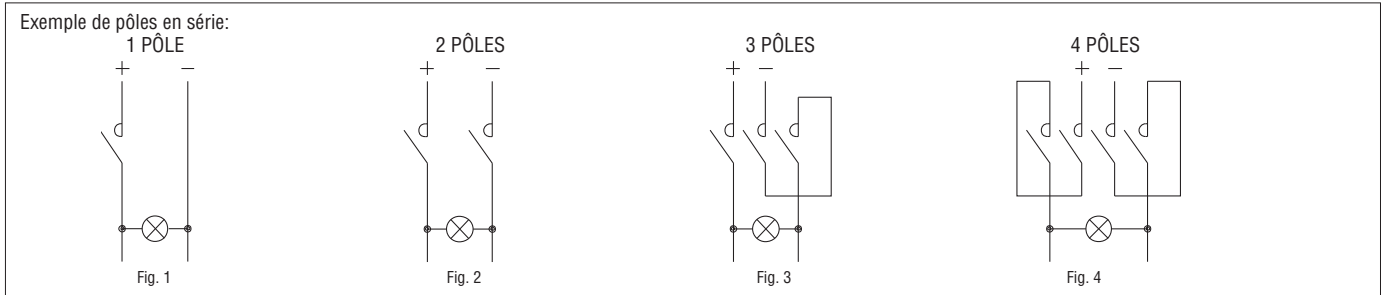 Exemple de pôles en série:
1 PÔLE
2 PÔLES
3 PÔLES
4 PÔLES
+ –
+ –
+ –
+ –
Fig. 1
Fig. 2
Fig. 3
Fig. 4